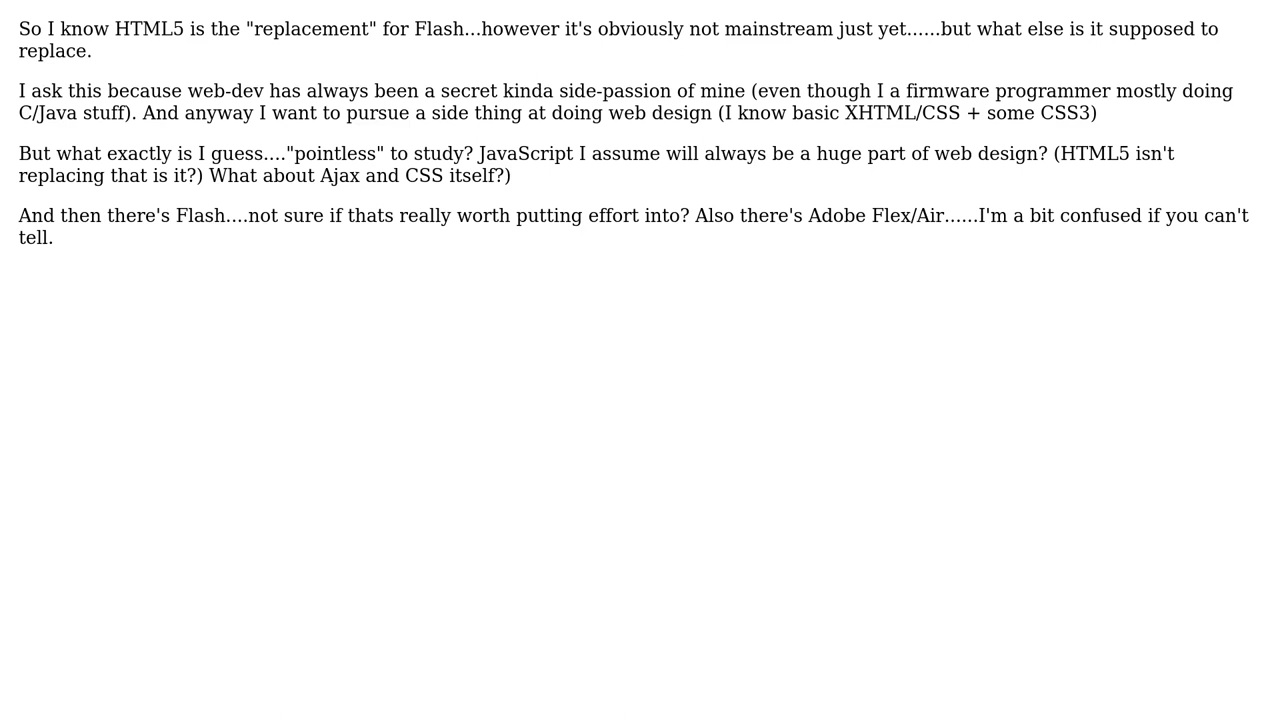 So I know HTML5 is the "replacement" for Flash...however it's obviously not mainstream just yet......but what else is it supposed to
replace.
I ask this because web-dev has always been a secret kinda side-passion of mine (even though I a firmware programmer mostly doing
C/Java stuff). And anyway I want to pursue a side thing at doing web design (I know basic XHTML/CSS + some CSS3)
But what exactly is I guess...."pointless" to study? JavaScript I assume will always be a huge part of web design? (HTML5 isn't
replacing that is it?) What about Ajax and CSS itself?)
And then there's Flash....not sure if thats really worth putting effort into? Also there's Adobe Flex/Air......I'm a bit confused if you can't
tell.